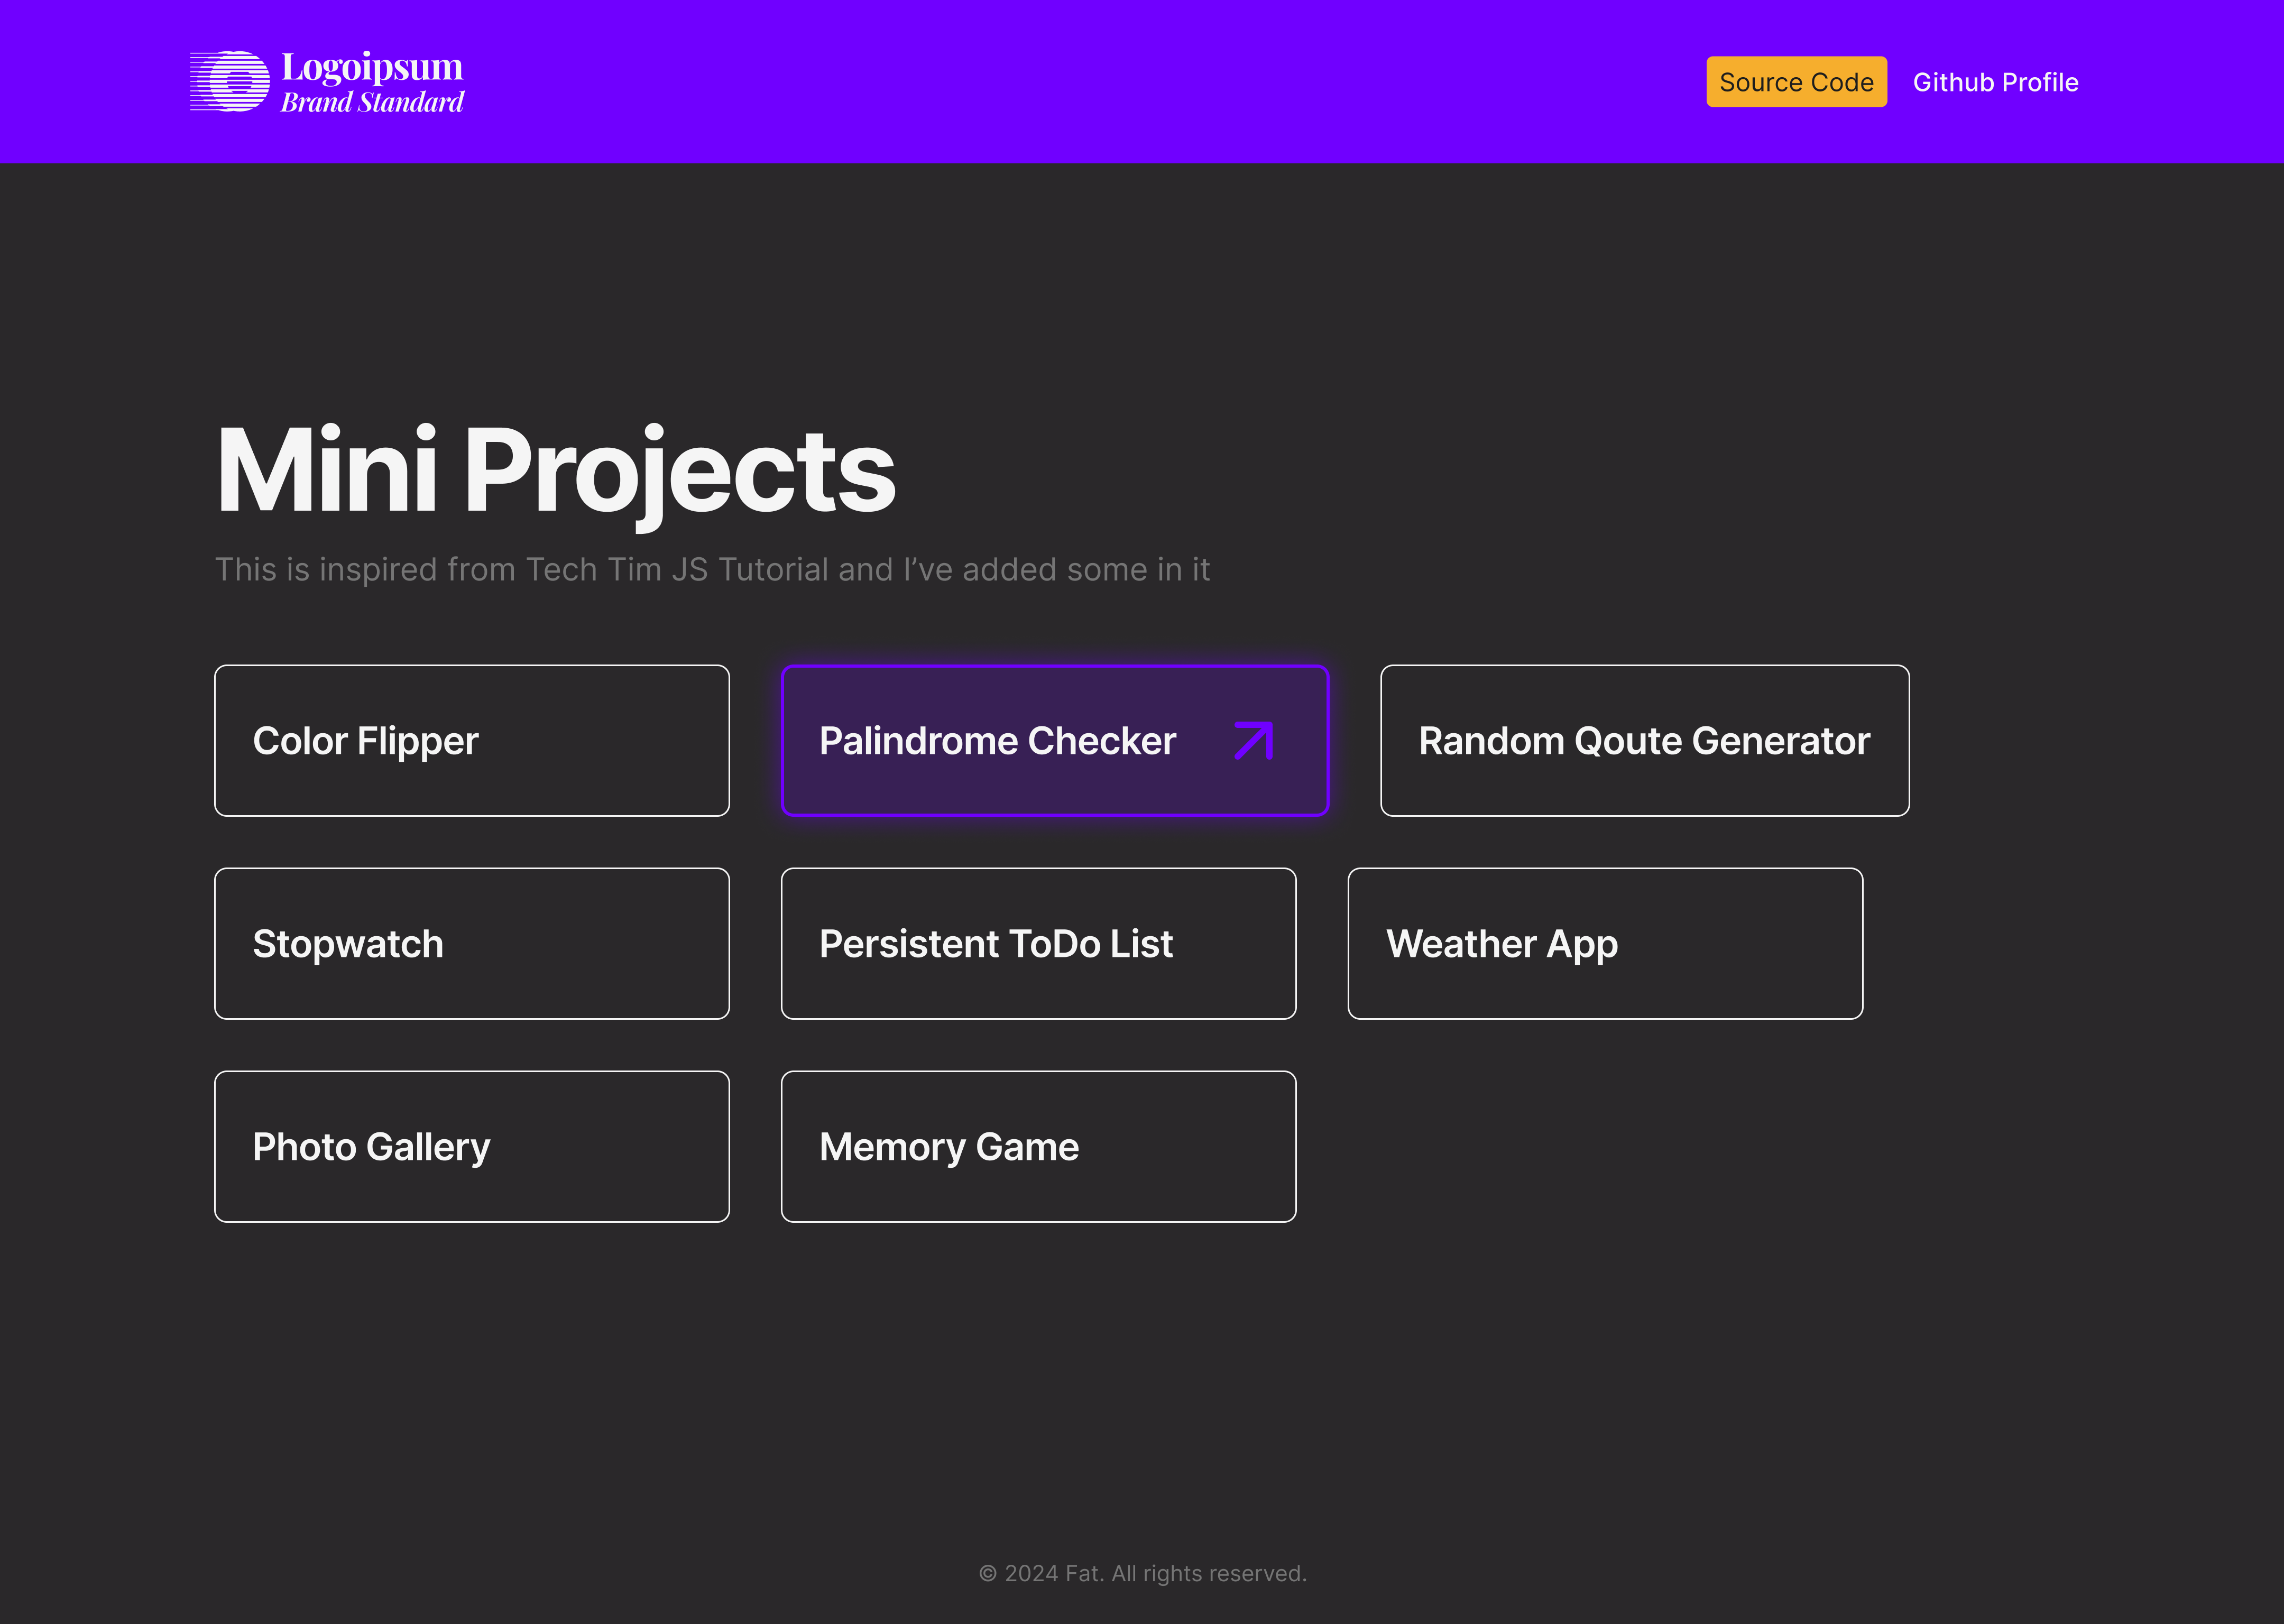 Logoipsum
Brand Standard
Source Code
Github Profile
Mini Projects
This is inspired from Tech Tim JS Tutorial and I’ve added some in it
Color Flipper
Palindrome Checker
Random Qoute Generator
Stopwatch
Persistent ToDo List
Weather App
Photo Gallery
Memory Game
© 2024 Fat. All rights reserved.